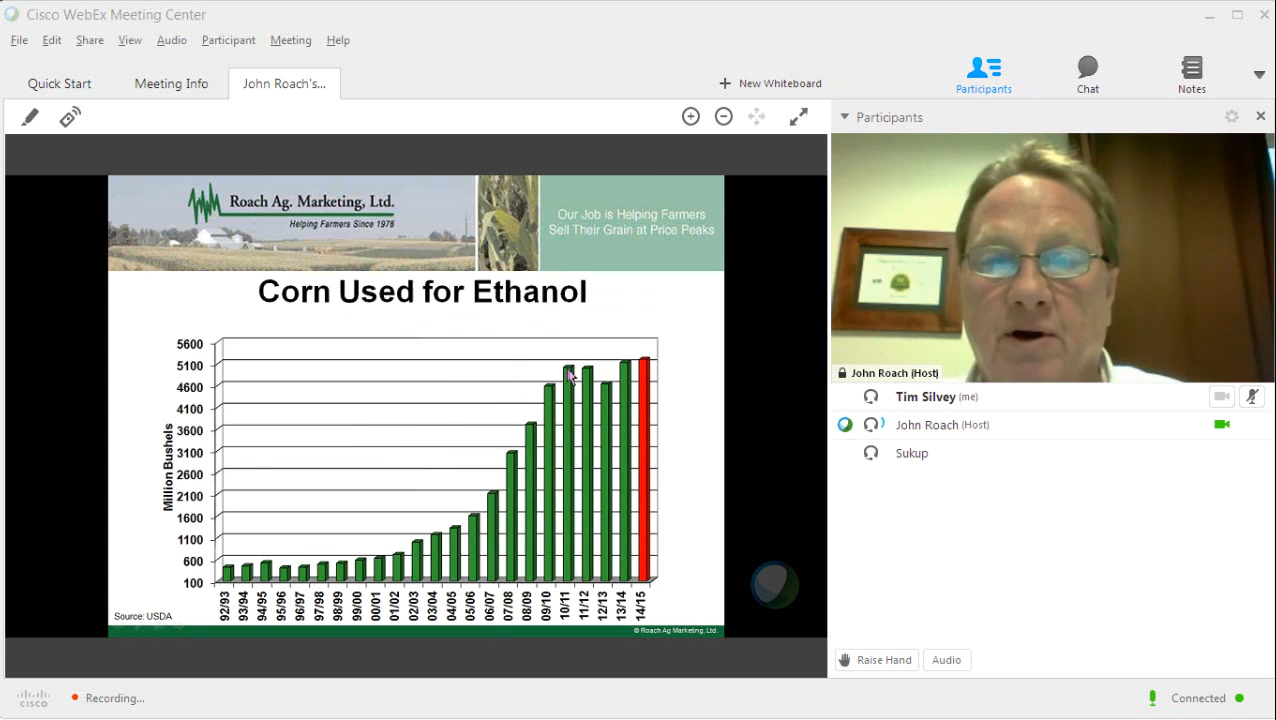 Cisco WebEx Meeting Center
File Edit Share View Audio Participant Meeting Help
Quick Start Meeting Info John Roach's... New Whiteboard
Participants Chat Notes
Participants
Roach Ag. Marketing, Ltd.
Helping Farmers Since 1978
Our Job is Helping Farmers
Sell Their Grain at Price Peaks
Corn Used for Ethanol
Million Bushels
5600
5100
4600
4100
3600
3100
2600
2100
1600
1100
600
100
92/93 93/94 94/95 95/96 96/97 97/98 98/99 99/00 00/01 01/02 02/03 03/04 04/05 05/06 06/07 07/08 08/09 09/10 10/11 11/12 12/13 13/14 14/15
Source: USDA
© Roach Ag Marketing, Ltd.
John Roach (Host)
Tim Silvey (me)
John Roach (Host)
Sukup
Raise Hand Audio
cisco Recording... Connected